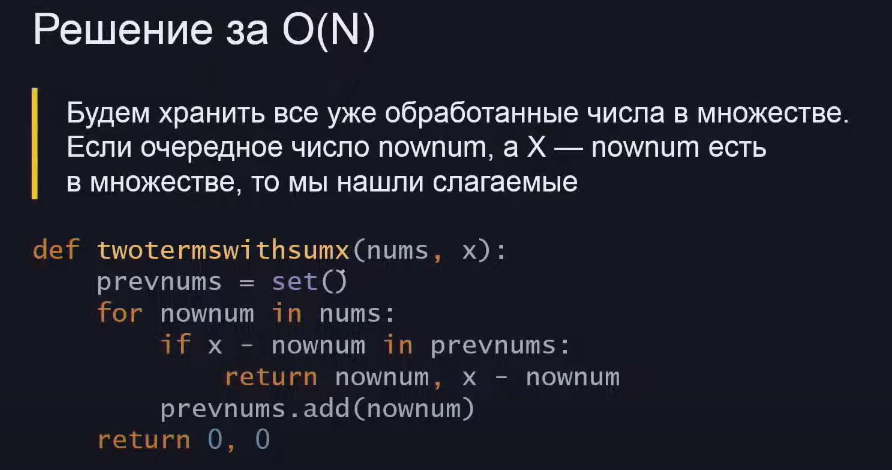 Решение за O(N)
Будем хранить все уже обработанные числа в множестве.
Если очередное число nownum, а X — nownum есть
в множестве, то мы нашли слагаемые
def twotermswithsumx(nums, x):
    prevnums = set()
    for nownum in nums:
        if x - nownum in prevnums:
            return nownum, x - nownum
        prevnums.add(nownum)
    return 0, 0